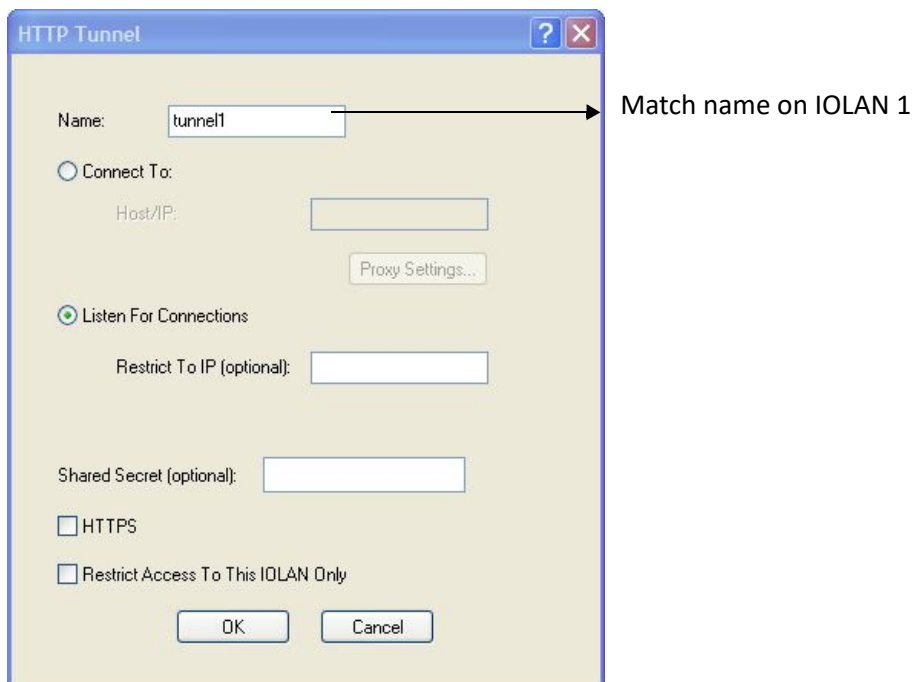 HTTP Tunnel
Name: tunnel1
Match name on IOLAN 1
Connect To:
Host/IP:
Proxy Settings...
Listen For Connections
Restrict To IP (optional):
Shared Secret (optional):
HTTPS
Restrict Access To This IOLAN Only
OK Cancel